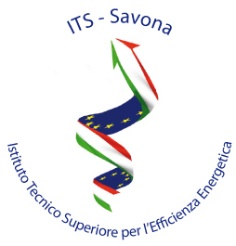 ITS - Savona
Istituto Tecnico Superiore per l'Efficienza Energetica